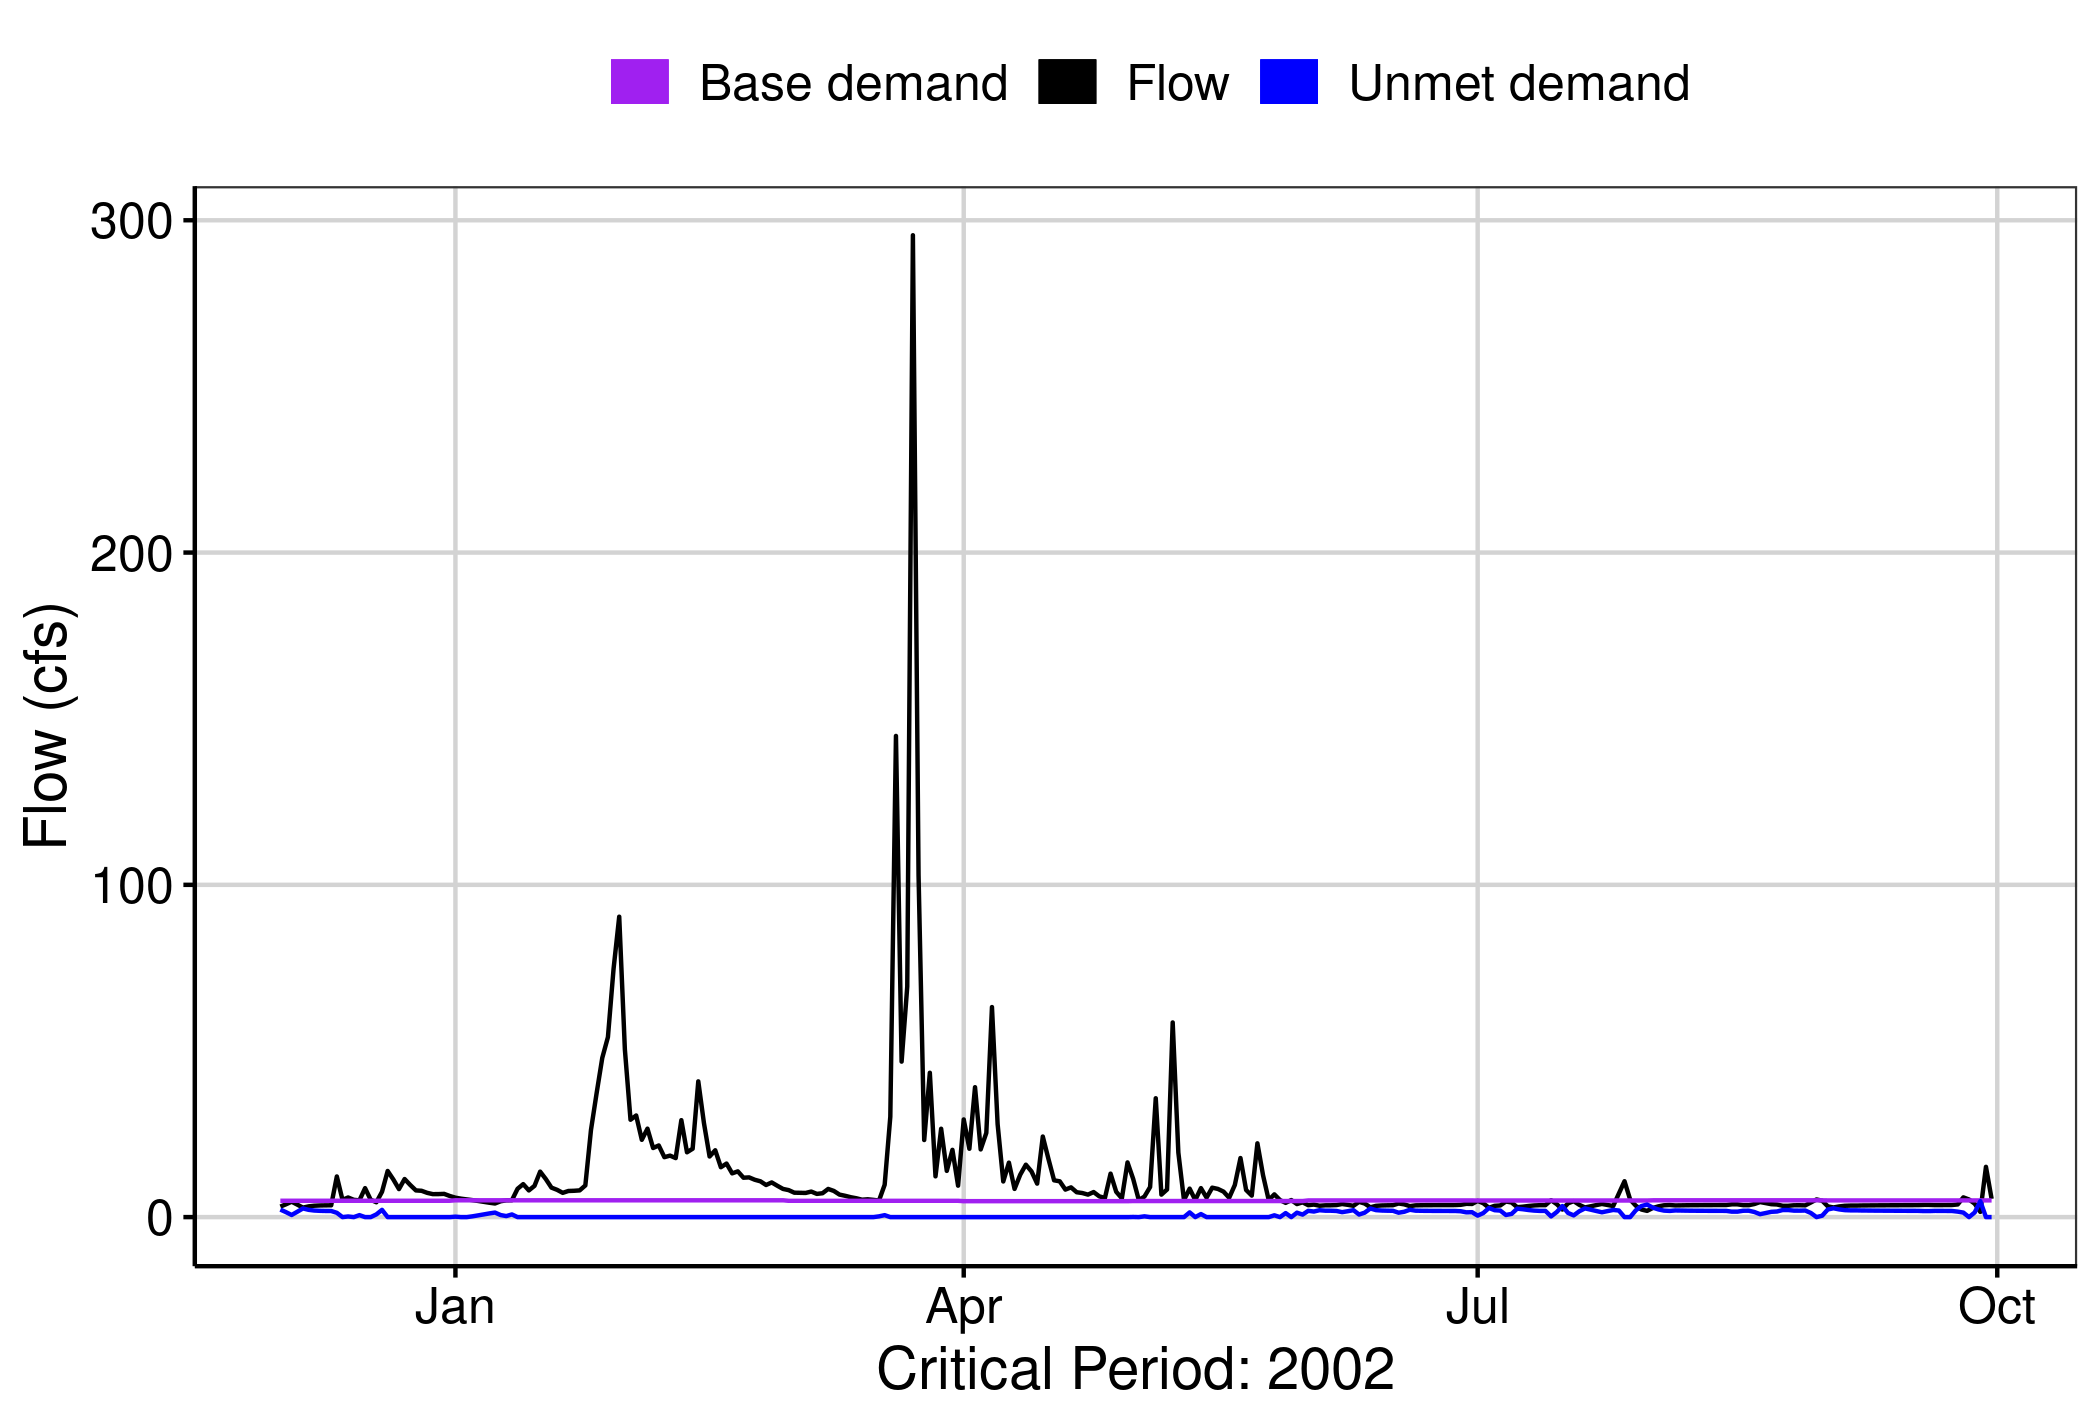 Base demand Flow Unmet demand
300
200
100
0
Flow (cfs)
Jan Apr Jul Oct
Critical Period: 2002